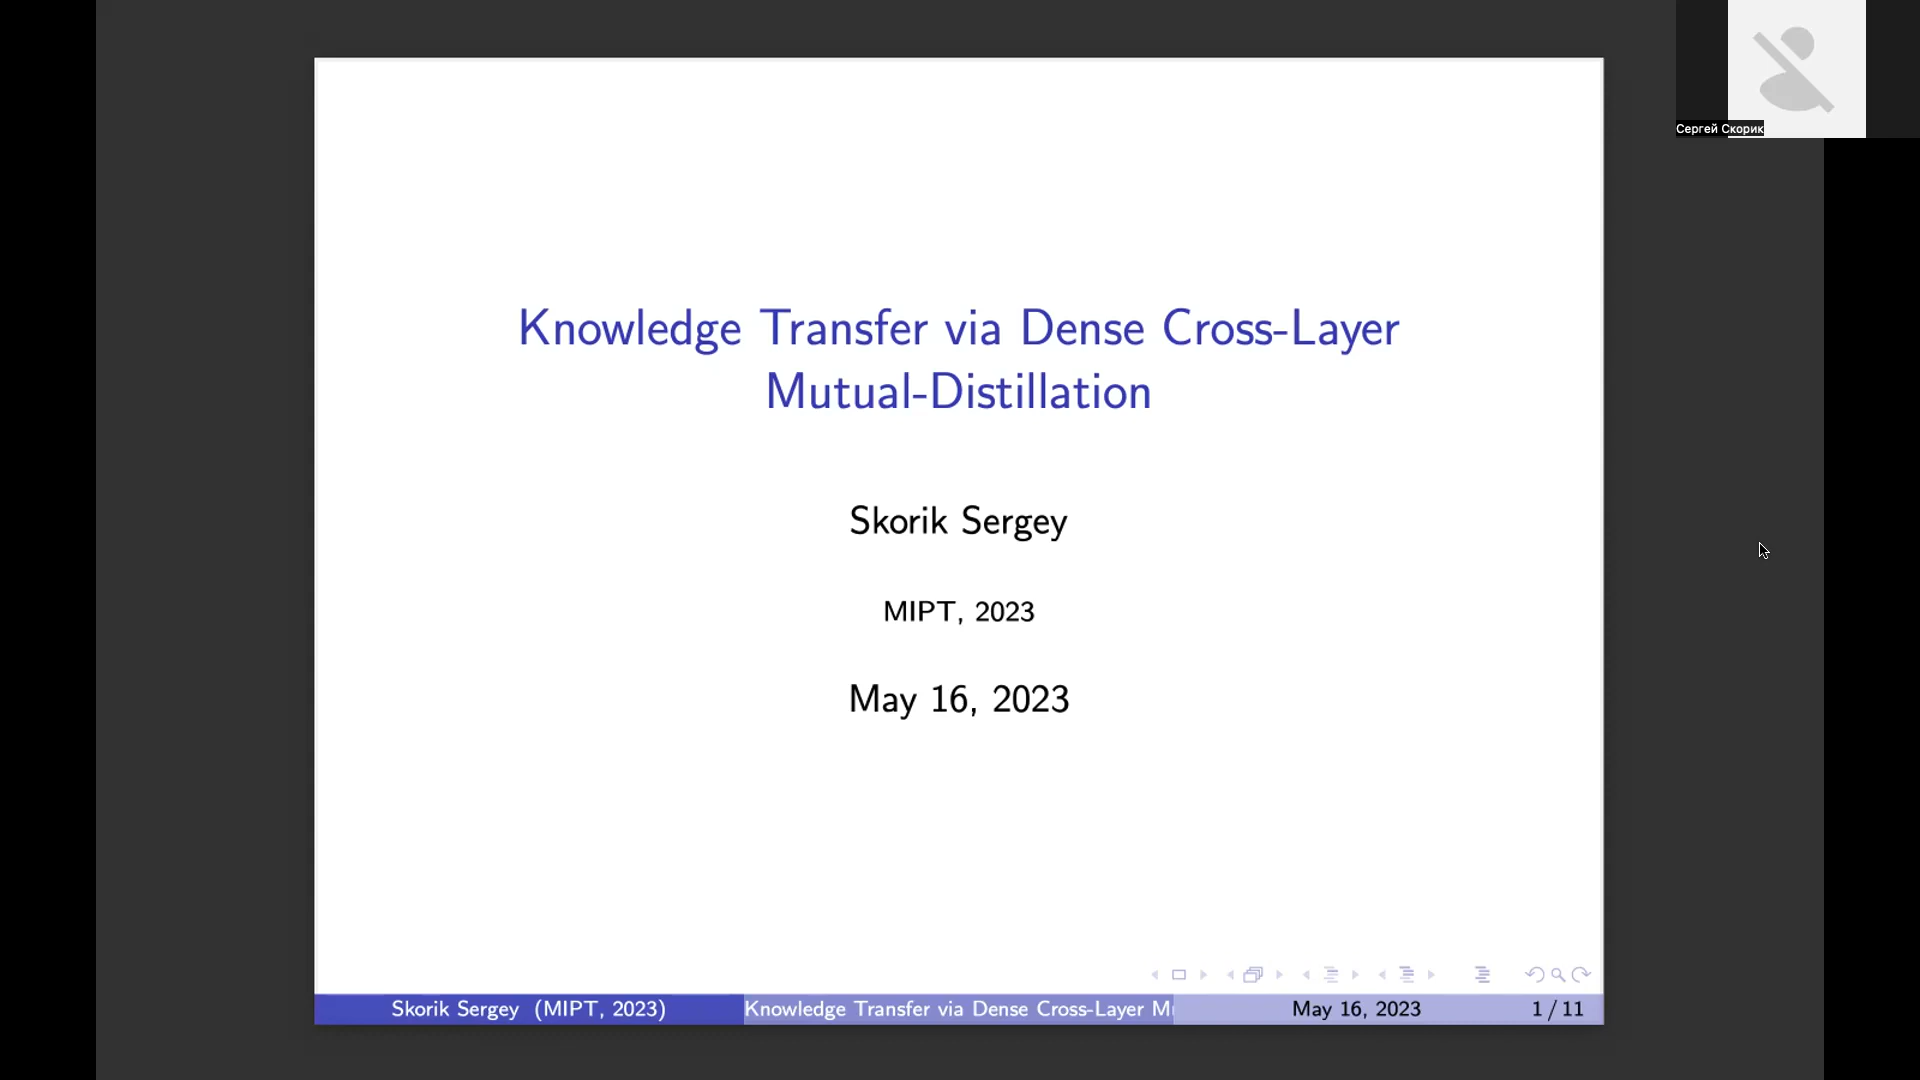 Сергей Скорик
Knowledge Transfer via Dense Cross-Layer
Mutual-Distillation
Skorik Sergey
MIPT, 2023
May 16, 2023
Skorik Sergey (MIPT, 2023)
Knowledge Transfer via Dense Cross-Layer M
May 16, 2023
1 / 11